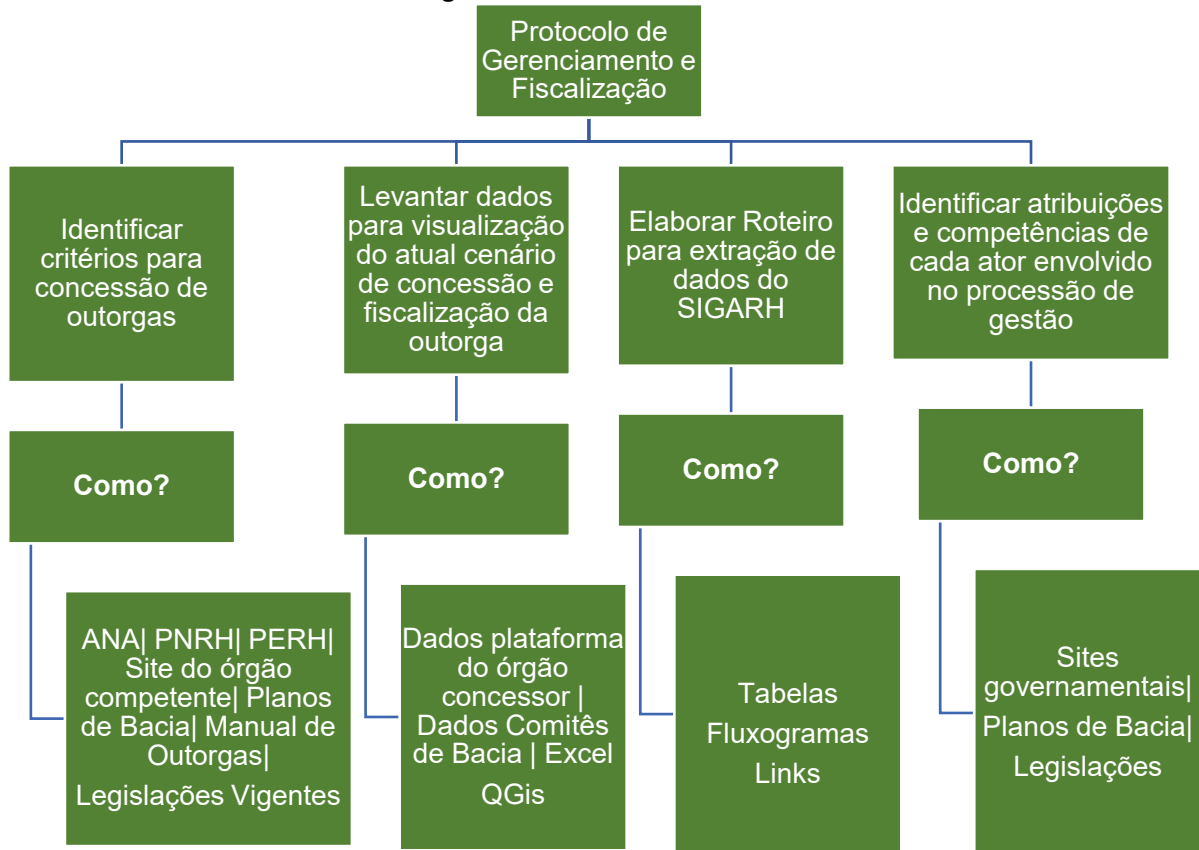 Protocolo de
Gerenciamento e
Fiscalização
Identificar
critérios para
concessão de
outorgas
Levantar dados
para visualização
do atual cenário
de concessão e
fiscalização da
outorga
Elaborar Roteiro
para extração de
dados do
SIGARH
Identificar atribuições
e competências de
cada ator envolvido
no processão de
gestão
Como?
Como?
Como?
Como?
ANA| PNRH| PERH|
Site do órgão
competente| Planos
de Bacia| Manual de
Outorgas|
Legislações Vigentes
Dados plataforma
do órgão
concessor |
Dados Comitês
de Bacia | Excel
QGis
Tabelas
Fluxogramas
Links
Sites
governamentais|
Planos de Bacia|
Legislações